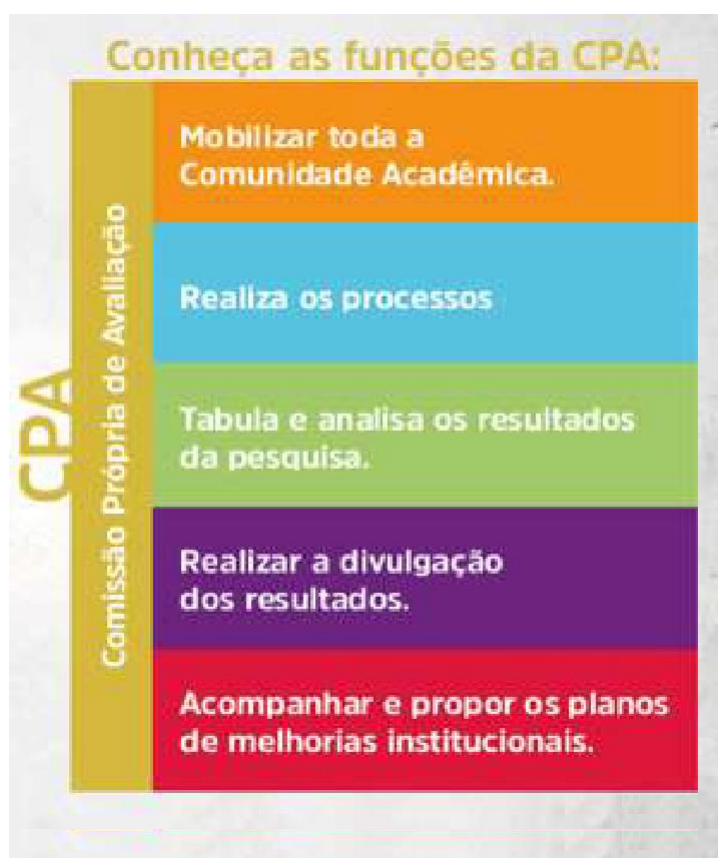 Conheça as funções da CPA:
CPA
Comissão Própria de Avaliação
Mobilizar toda a
Comunidade Acadêmica.
Realiza os processos
Tabula e analisa os resultados
da pesquisa.
Realizar a divulgação
dos resultados.
Acompanhar e propor os planos
de melhorias institucionais.